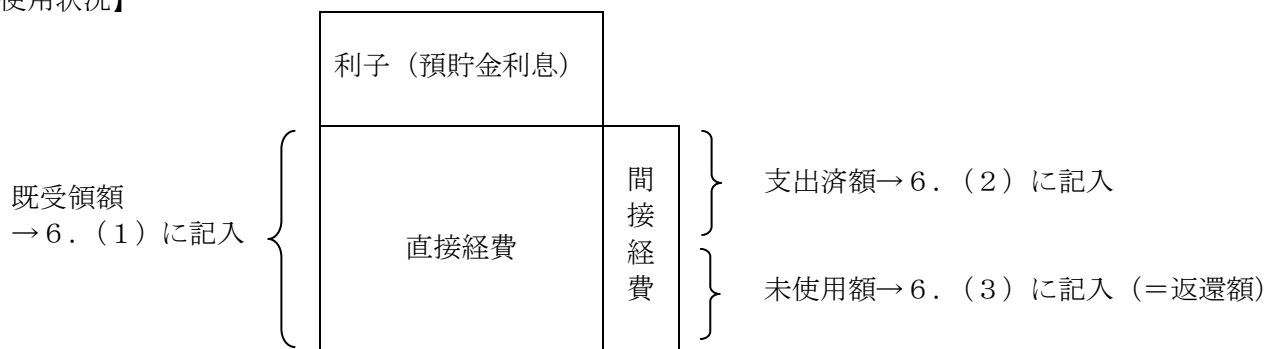 使用状況】
利子（預貯金利息）
既受領額
→６．（１）に記入
直接経費
間接経費
支出済額→６．（２）に記入
未使用額→６．（３）に記入（＝返還額）